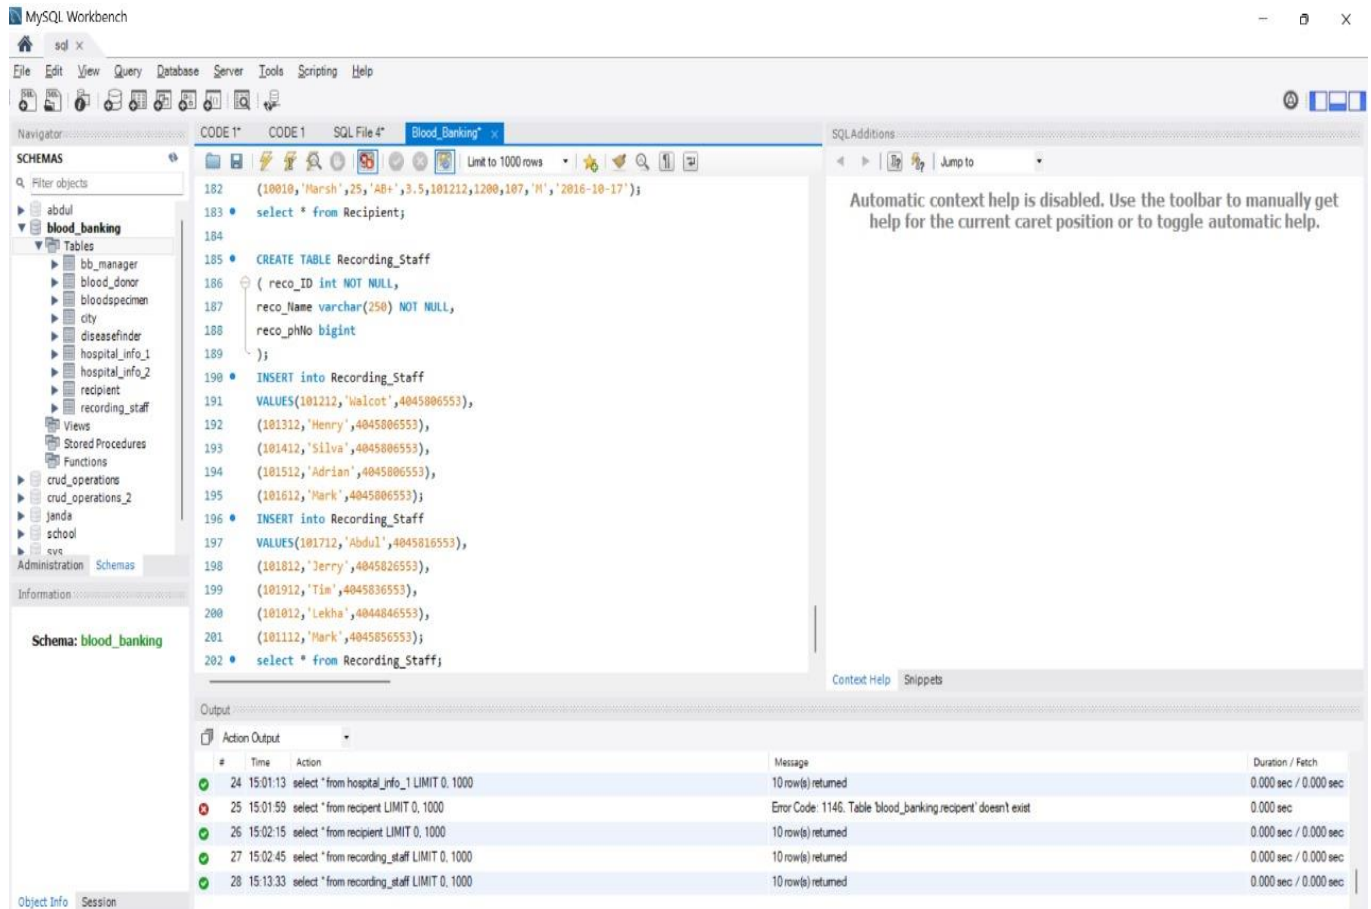 MySQL Workbench
sql
File Edit View Query Database Server Tools Scripting Help
Navigator
SCHEMAS
Filter objects
abdul
blood_banking
Tables
bb_manager
blood_donor
bloodspecimen
city
diseasefinder
hospital_info_1
hospital_info_2
recipient
recording_staff
Views
Stored Procedures
Functions
crud_operations
crud_operations_2
janda
school
sys
Administration Schemas
Information
Schema: blood_banking
Object Info Session
CODE 1* CODE 1 SQL File 4* Blood_Banking*
Limit to 1000 rows
182 (10010,'Marsh',25,'AB+',3.5,101212,1200,107,'M','2016-10-17');
183 select * from Recipient;
184
185 CREATE TABLE Recording_Staff
186 ( reco_ID int NOT NULL,
187 reco_Name varchar(250) NOT NULL,
188 reco_phNo bigint
189 );
190 INSERT into Recording_Staff
191 VALUES(101212,'Walcot',4045806553),
192 (101312,'Henry',4045806553),
193 (101412,'Silva',4045806553),
194 (101512,'Adrian',4045806553),
195 (101612,'Mark',4045806553);
196 INSERT into Recording_Staff
197 VALUES(101712,'Abdul',4045816553),
198 (101812,'Jerry',4045826553),
199 (101912,'Tim',4045836553),
200 (101012,'Lekha',4044846553),
201 (101112,'Mark',4045856553);
202 select * from Recording_Staff;
SQLAdditions
Jump to
Automatic context help is disabled. Use the toolbar to manually get
help for the current caret position or to toggle automatic help.
Context Help Snippets
Output
Action Output
# Time Action Message Duration / Fetch
24 15:01:13 select * from hospital_info_1 LIMIT 0, 1000 10 row(s) returned 0.000 sec / 0.000 sec
25 15:01:59 select * from recipent LIMIT 0, 1000 Error Code: 1146. Table 'blood_banking.recipent' doesn't exist 0.000 sec
26 15:02:15 select * from recipient LIMIT 0, 1000 10 row(s) returned 0.000 sec / 0.000 sec
27 15:02:45 select * from recording_staff LIMIT 0, 1000 10 row(s) returned 0.000 sec / 0.000 sec
28 15:13:33 select * from recording_staff LIMIT 0, 1000 10 row(s) returned 0.000 sec / 0.000 sec